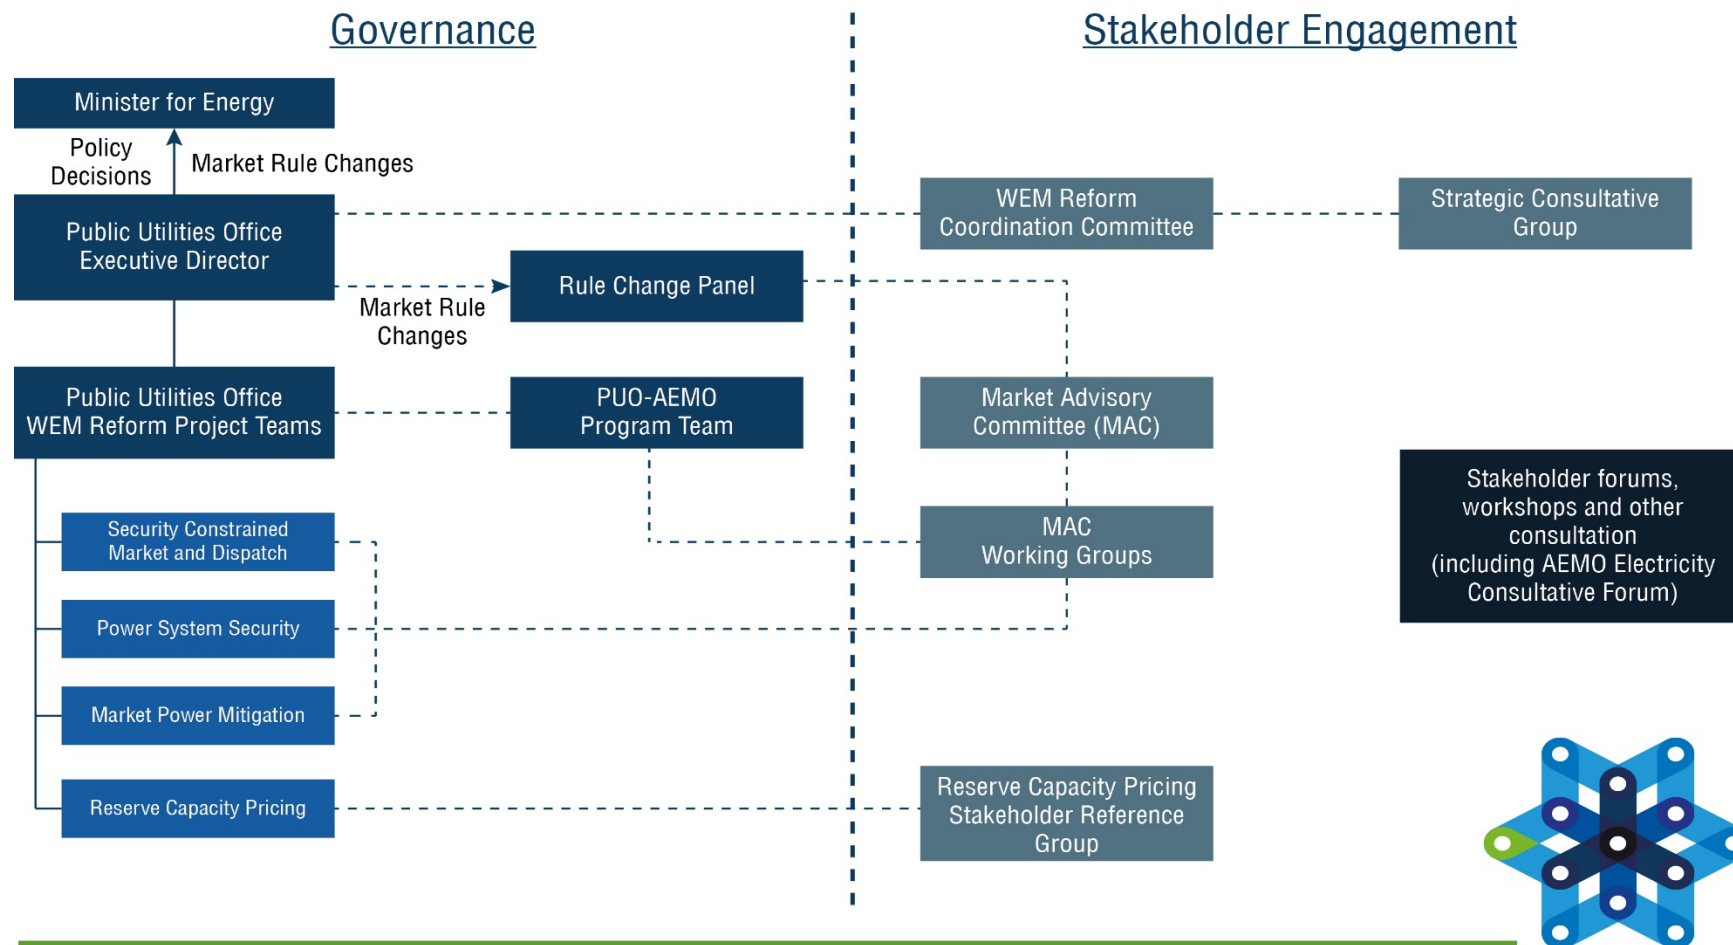 Governance
Stakeholder Engagement
Minister for Energy
Policy
Decisions
Market Rule Changes
Public Utilities Office
Executive Director
WEM Reform
Coordination Committee
Strategic Consultative
Group
Market Rule
Changes
Rule Change Panel
Public Utilities Office
WEM Reform Project Teams
PUO-AEMO
Program Team
Market Advisory
Committee (MAC)
Stakeholder forums,
workshops and other
consultation
(including AEMO Electricity
Consultative Forum)
Security Constrained
Market and Dispatch
MAC
Working Groups
Power System Security
Market Power Mitigation
Reserve Capacity Pricing
Reserve Capacity Pricing
Stakeholder Reference
Group